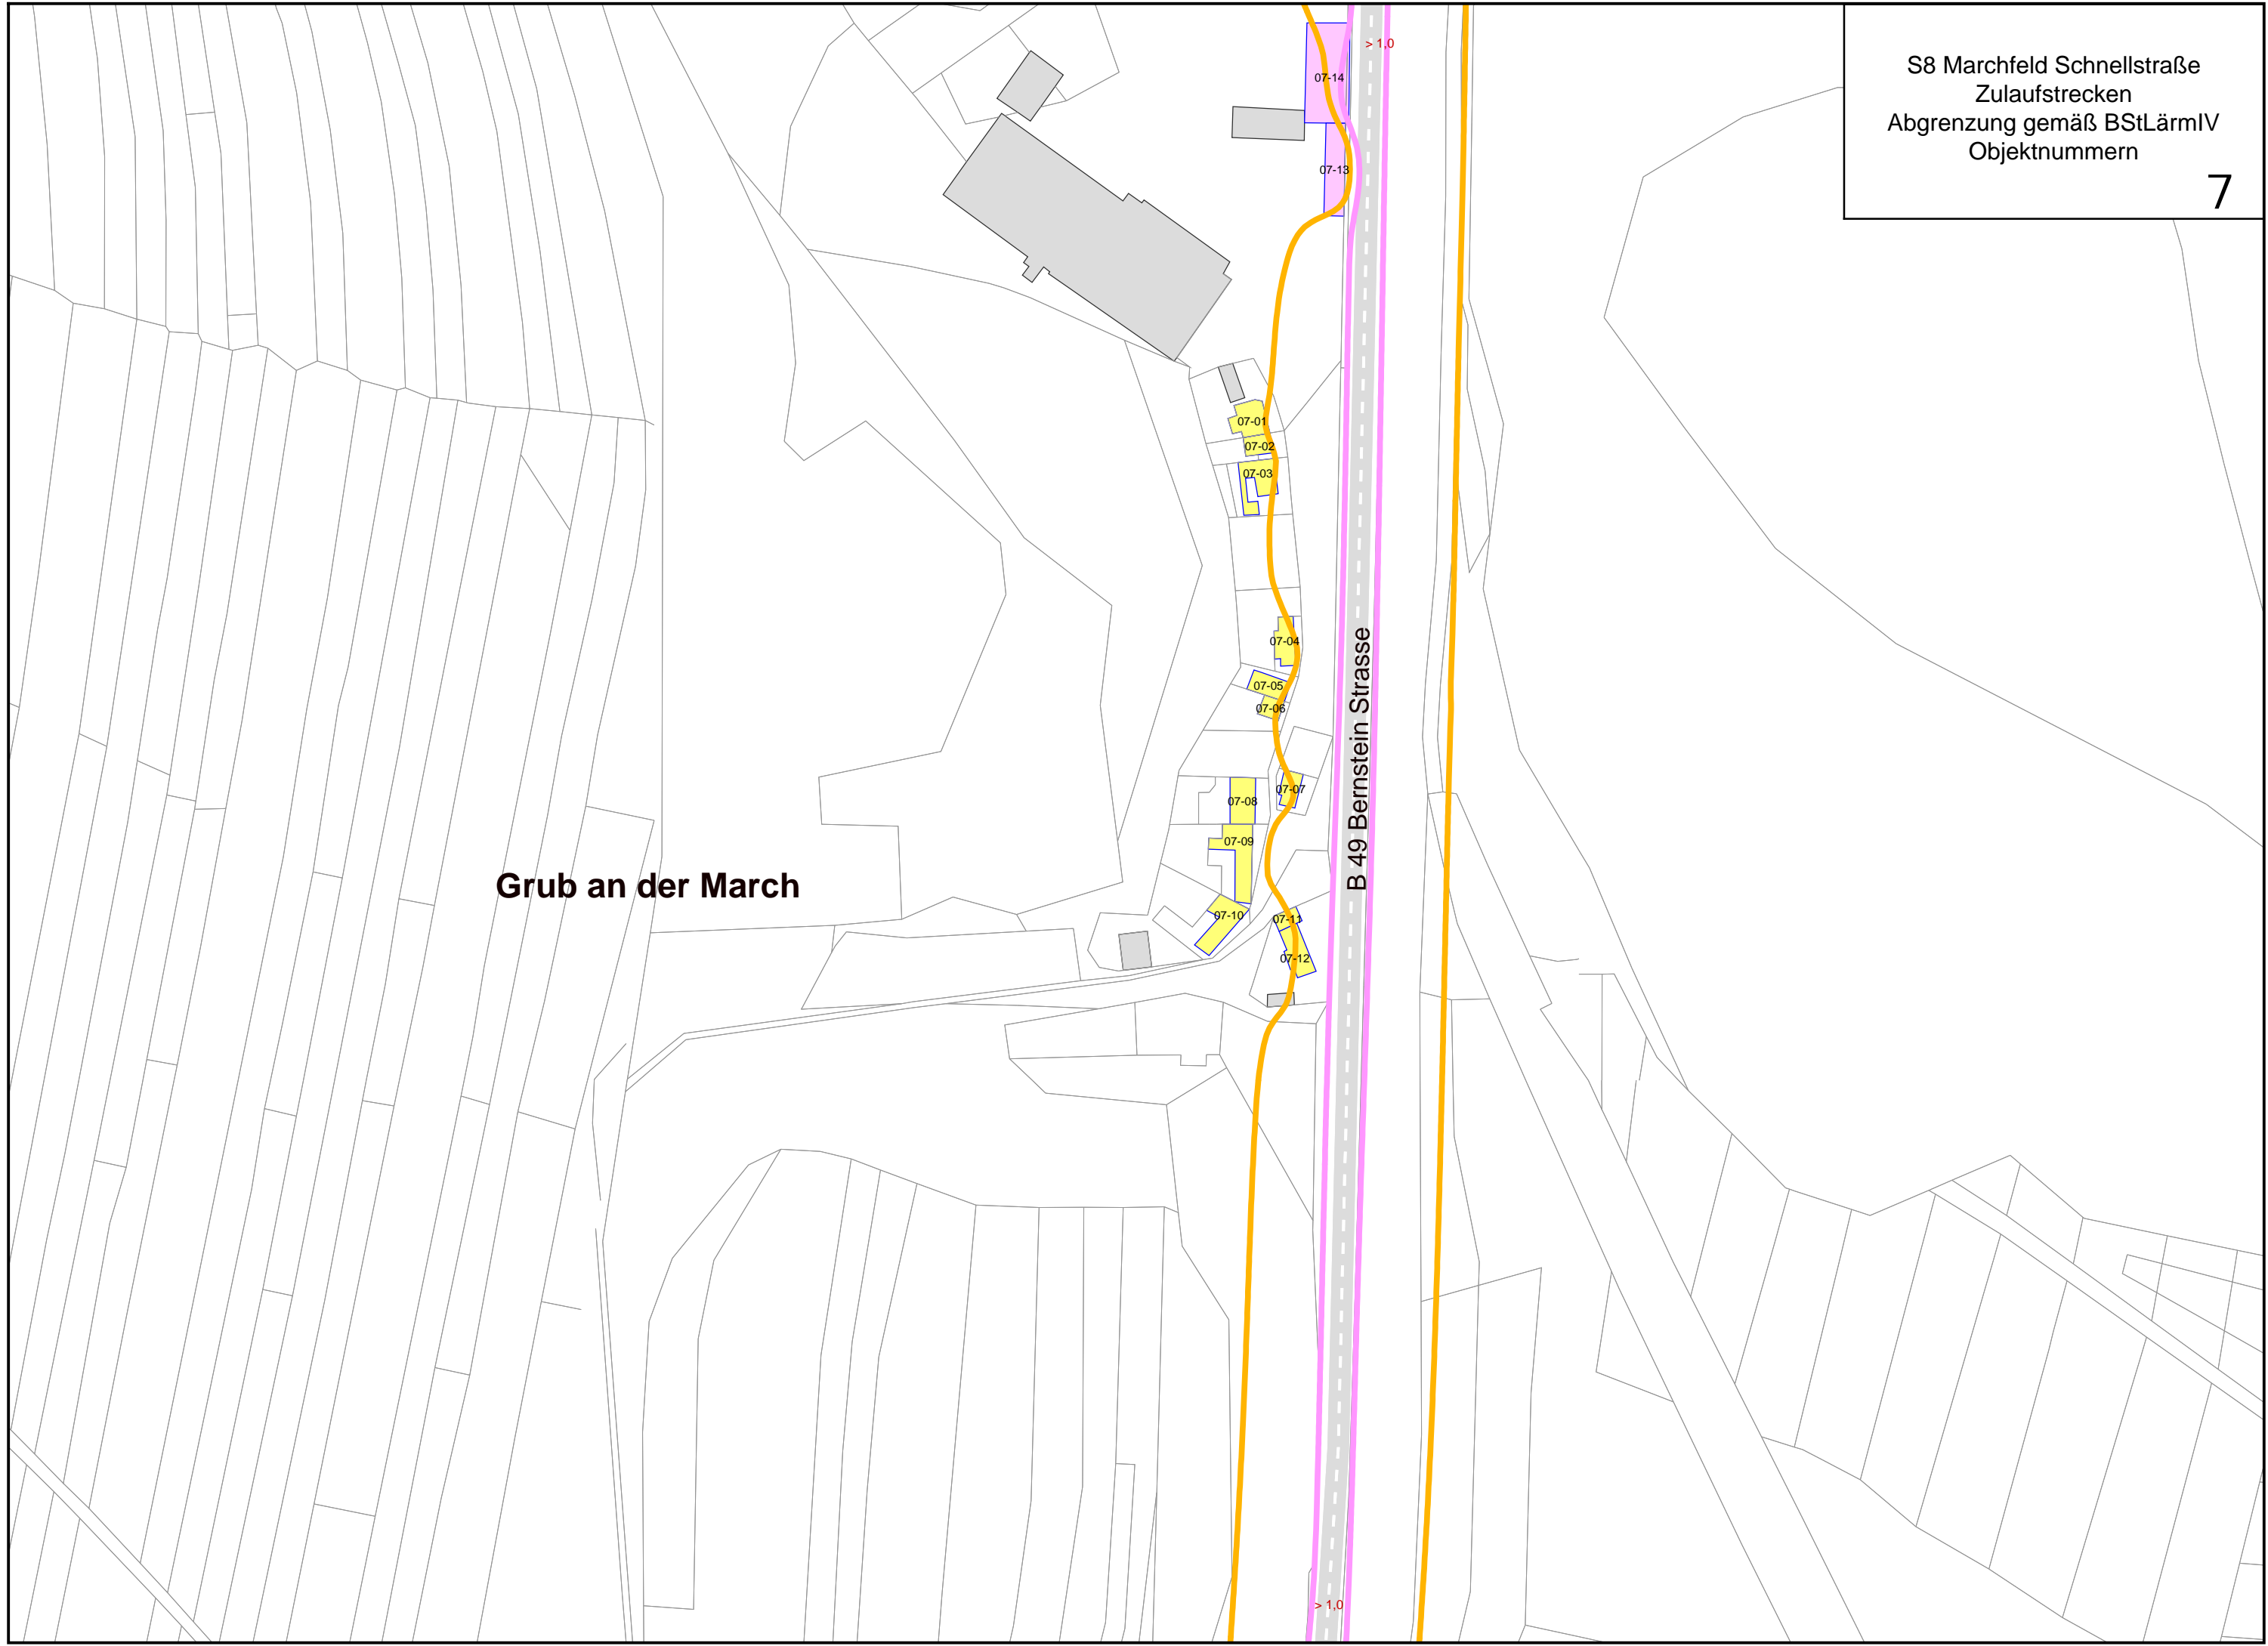 S8 Marchfeld Schnellstraße
Zulaufstrecken
Abgrenzung gemäß BStLärmIV
Objektnummern
7
> 1,0
07-14
07-13
07-01
07-02
07-03
07-04
07-05
07-06
07-07
07-08
07-09
07-10
07-11
07-12
B 49 Bernstein Strasse
Grub an der March
> 1,0